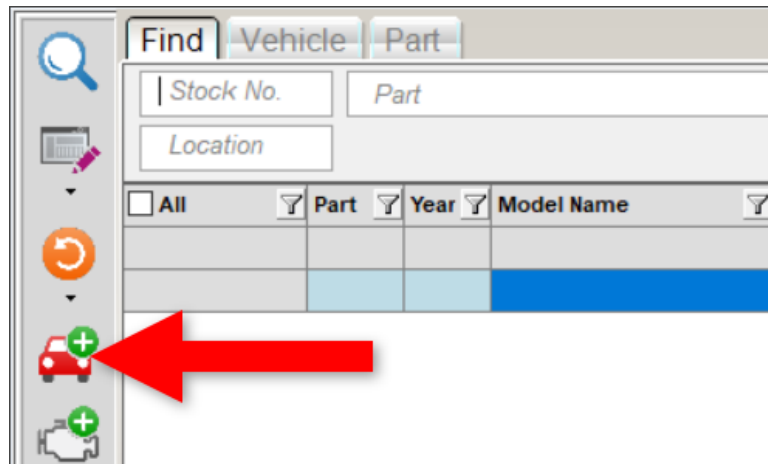 Find Vehicle Part
Stock No. Part
Location
All Part Year Model Name